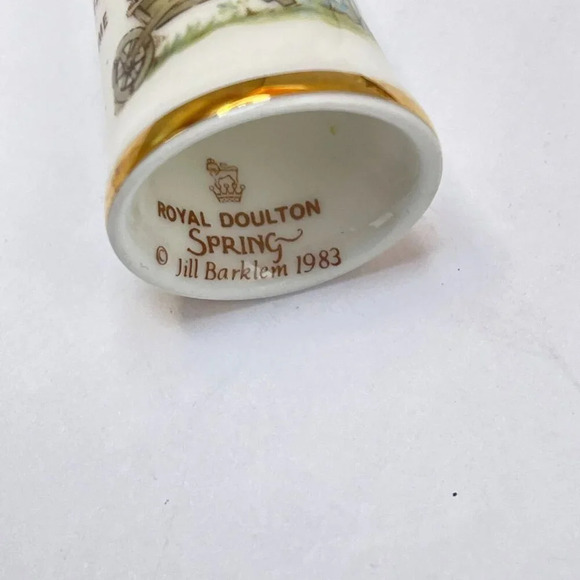 ROYAL DOULTON
SPRING
© Jill Barklem 1983